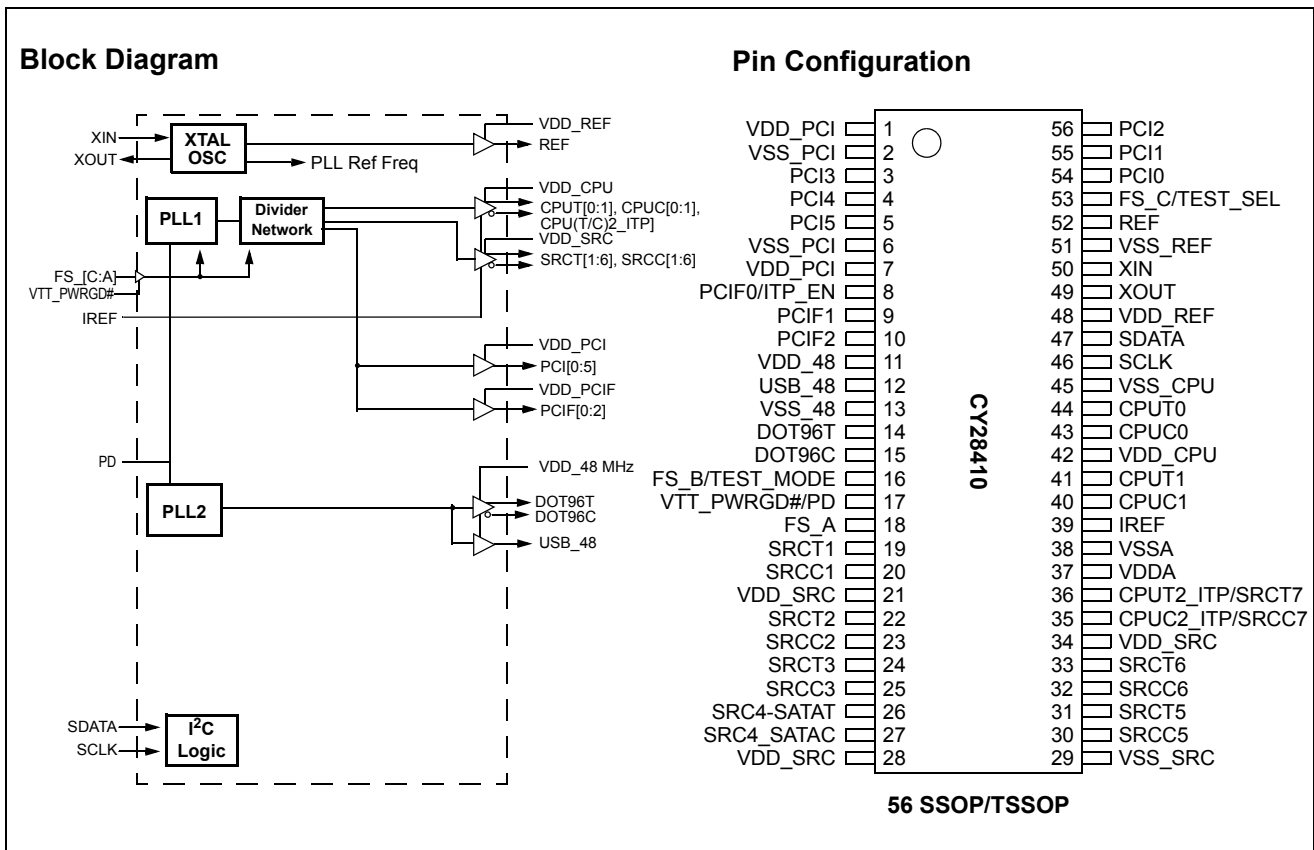 Block Diagram
XIN
XOUT
XTAL
OSC
VDD_REF
REF
PLL Ref Freq
PLL1
Divider
Network
VDD_CPU
CPUT[0:1], CPUC[0:1],
CPU(T/C)2_ITP]
VDD_SRC
SRCT[1:6], SRCC[1:6]
FS_[C:A]
VTT_PWRGD#
IREF
VDD_PCI
PCI[0:5]
VDD_PCIF
PCIF[0:2]
PD
PLL2
VDD_48 MHz
DOT96T
DOT96C
USB_48
SDATA
SCLK
I2C
Logic
Pin Configuration
VDD_PCI 1
VSS_PCI 2
PCI3 3
PCI4 4
PCI5 5
VSS_PCI 6
VDD_PCI 7
PCIF0/ITP_EN 8
PCIF1 9
PCIF2 10
VDD_48 11
USB_48 12
VSS_48 13
DOT96T 14
DOT96C 15
FS_B/TEST_MODE 16
VTT_PWRGD#/PD 17
FS_A 18
SRCT1 19
SRCC1 20
VDD_SRC 21
SRCT2 22
SRCC2 23
SRCT3 24
SRCC3 25
SRC4-SATAT 26
SRC4_SATAC 27
VDD_SRC 28
CY28410
56 PCI2
55 PCI1
54 PCI0
53 FS_C/TEST_SEL
52 REF
51 VSS_REF
50 XIN
49 XOUT
48 VDD_REF
47 SDATA
46 SCLK
45 VSS_CPU
44 CPUT0
43 CPUC0
42 VDD_CPU
41 CPUT1
40 CPUC1
39 IREF
38 VSSA
37 VDDA
36 CPUT2_ITP/SRCT7
35 CPUC2_ITP/SRCC7
34 VDD_SRC
33 SRCT6
32 SRCC6
31 SRCT5
30 SRCC5
29 VSS_SRC
56 SSOP/TSSOP